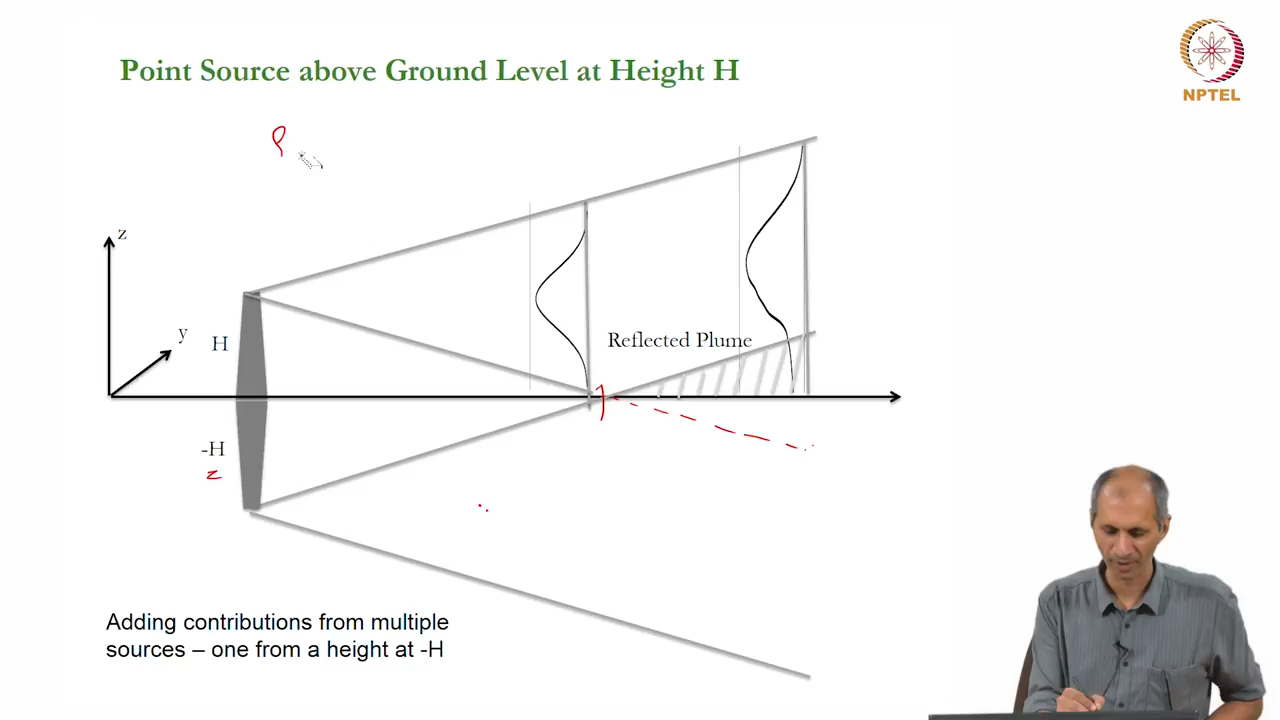 Point Source above Ground Level at Height H
NPTEL
z
y
H
Reflected Plume
-H
z
Adding contributions from multiple
sources – one from a height at -H